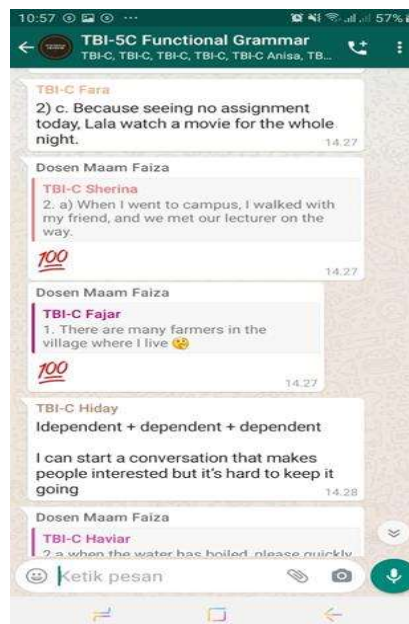 10:57 ... 57%
TBI-5C Functional Grammar
TBI-C, TBI-C, TBI-C, TBI-C Anisa, TB...
TBI-C Fara
2) c. Because seeing no assignment
today, Lala watch a movie for the whole
night.
14.27
Dosen Maam Faiza
TBI-C Sherina
2. a) When I went to campus, I walked with
my friend, and we met our lecturer on the
way.
💯
14.27
Dosen Maam Faiza
TBI-C Fajar
1. There are many farmers in the
village where I live
💯
14.27
TBI-C Hiday
Idependent + dependent + dependent
I can start a conversation that makes
people interested but it's hard to keep it
going
14.28
Dosen Maam Faiza
TBI-C Haviar
2.a when the water has boiled, please quickly
Ketik pesan